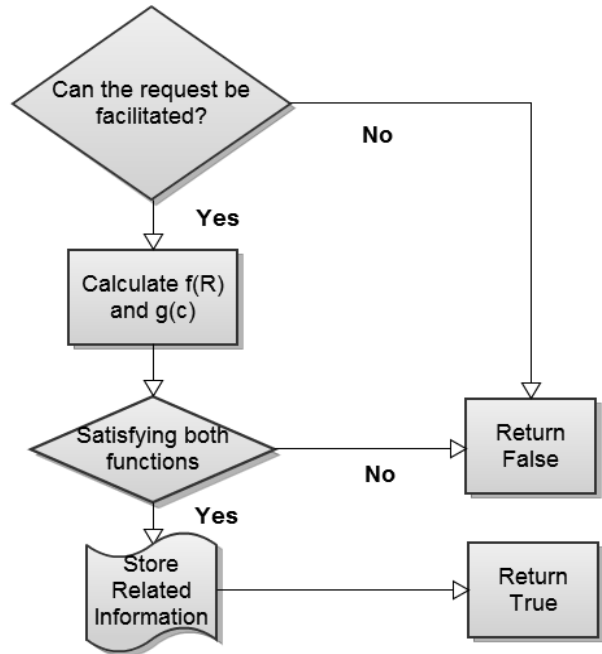 Can the request be
facilitated?
No
Yes
Calculate f(R)
and g(c)
Satisfying both
functions
No
Return
False
Yes
Store
Related
Information
Return
True